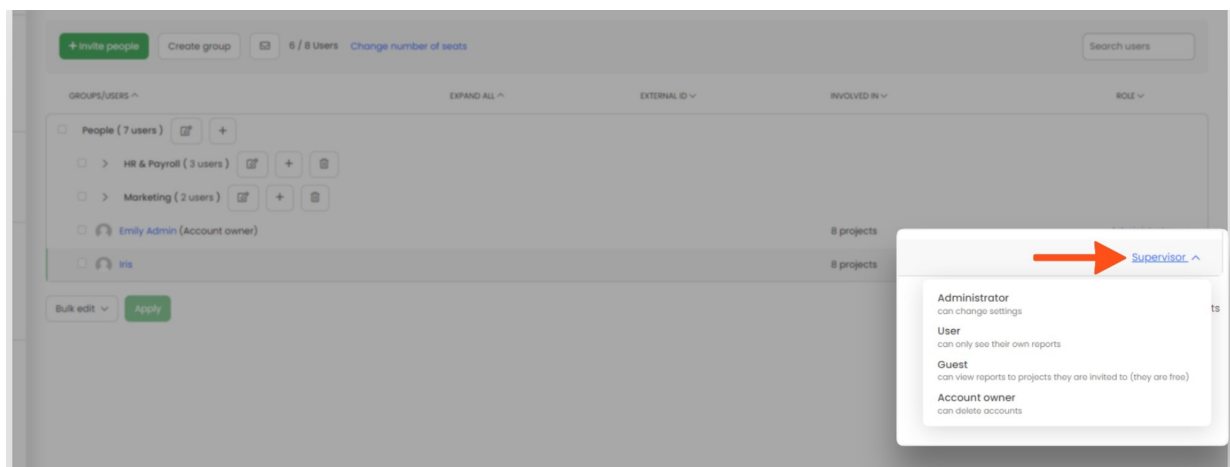 + Invite people Create group 6 / 8 Users Change number of seats Search users
GROUPS/USERS EXPAND ALL EXTERNAL ID INVOLVED IN ROLE
People ( 7 users ) +
HR & Payroll ( 3 users ) +
Marketing ( 2 users ) +
Emily Admin (Account owner) 8 projects
Iris 8 projects
Supervisor
Bulk edit Apply
ts
Administrator
can change settings
User
can only see their own reports
Guest
can view reports to projects they are invited to (they are free)
Account owner
can delete accounts